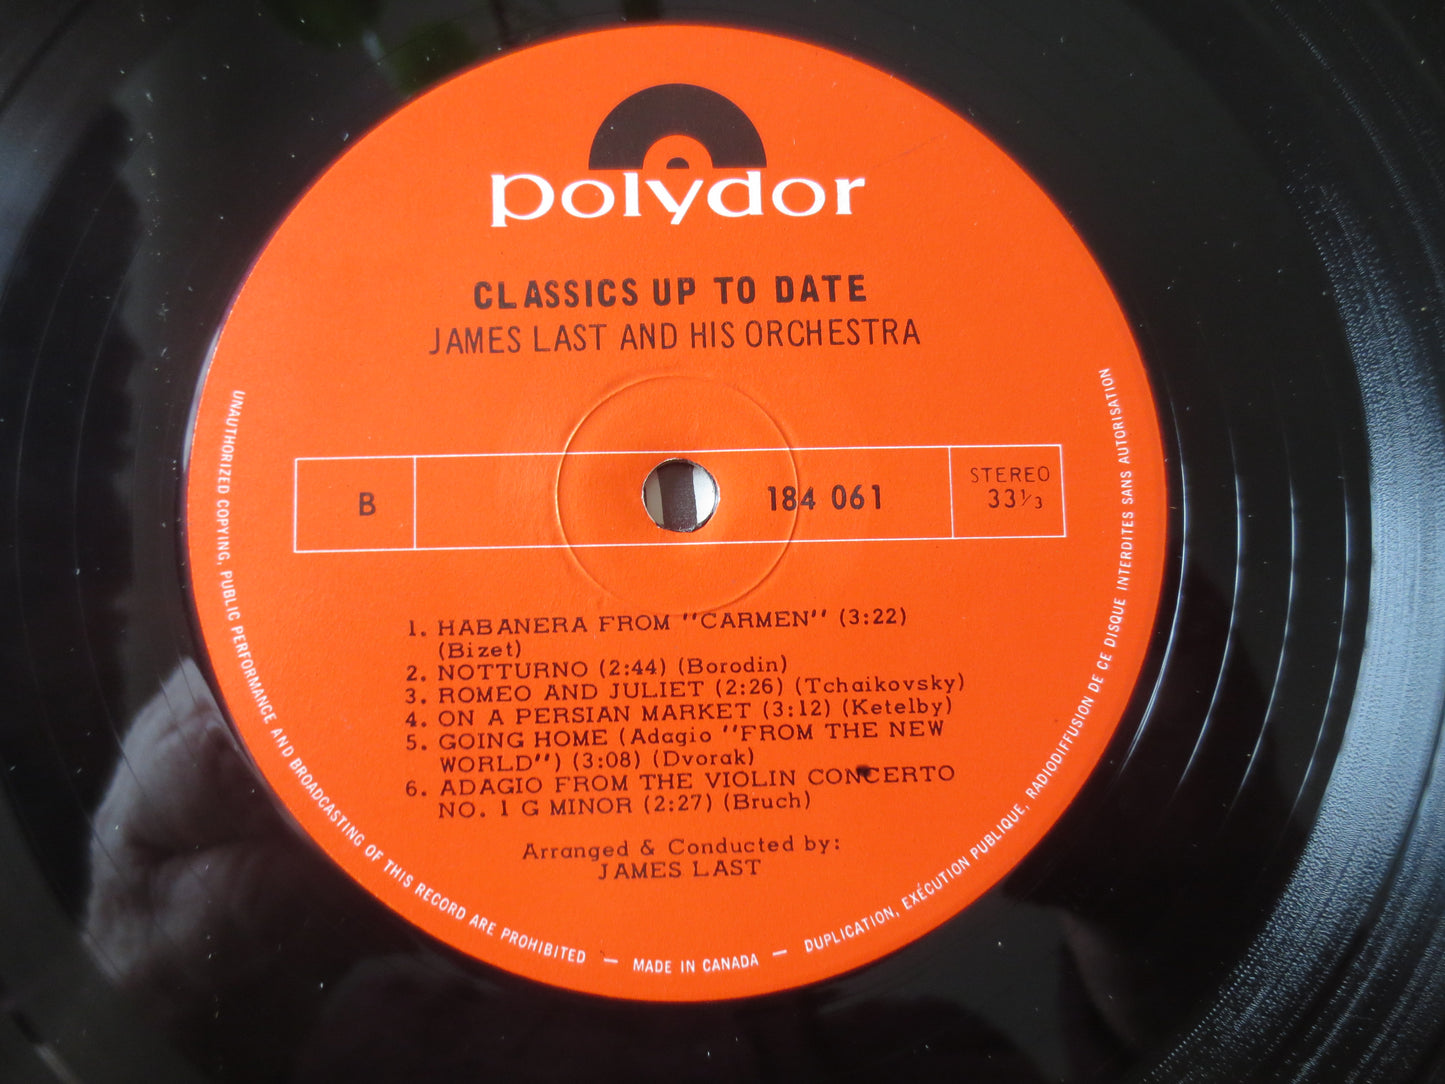 polydor
CLASSICS UP TO DATE
JAMES LAST AND HIS ORCHESTRA
B
184 061
STEREO
33⅓
1. HABANERA FROM "CARMEN" (3:22)
(Bizet)
2. NOTTURNO (2:44) (Borodin)
3. ROMEO AND JULIET (2:26) (Tchaikovsky)
4. ON A PERSIAN MARKET (3:12) (Ketelby)
5. GOING HOME (Adagio "FROM THE NEW
WORLD") (3:08) (Dvorak)
6. ADAGIO FROM THE VIOLIN CONCERTO
NO. 1 G MINOR (2:27) (Bruch)
Arranged & Conducted by:
JAMES LAST
UNAUTHORIZED COPYING, PUBLIC PERFORMANCE AND BROADCASTING OF THIS RECORD ARE PROHIBITED — MADE IN CANADA — DUPLICATION, EXÉCUTION PUBLIQUE, RADIODIFFUSION DE CE DISQUE INTERDITES SANS AUTORISATION